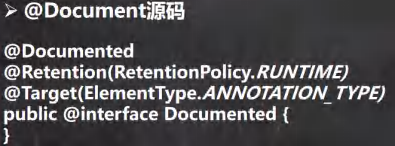 ➢ @Document源码
@Documented
@Retention(RetentionPolicy.RUNTIME)
@Target(ElementType.ANNOTATION_TYPE)
public @interface Documented {
}